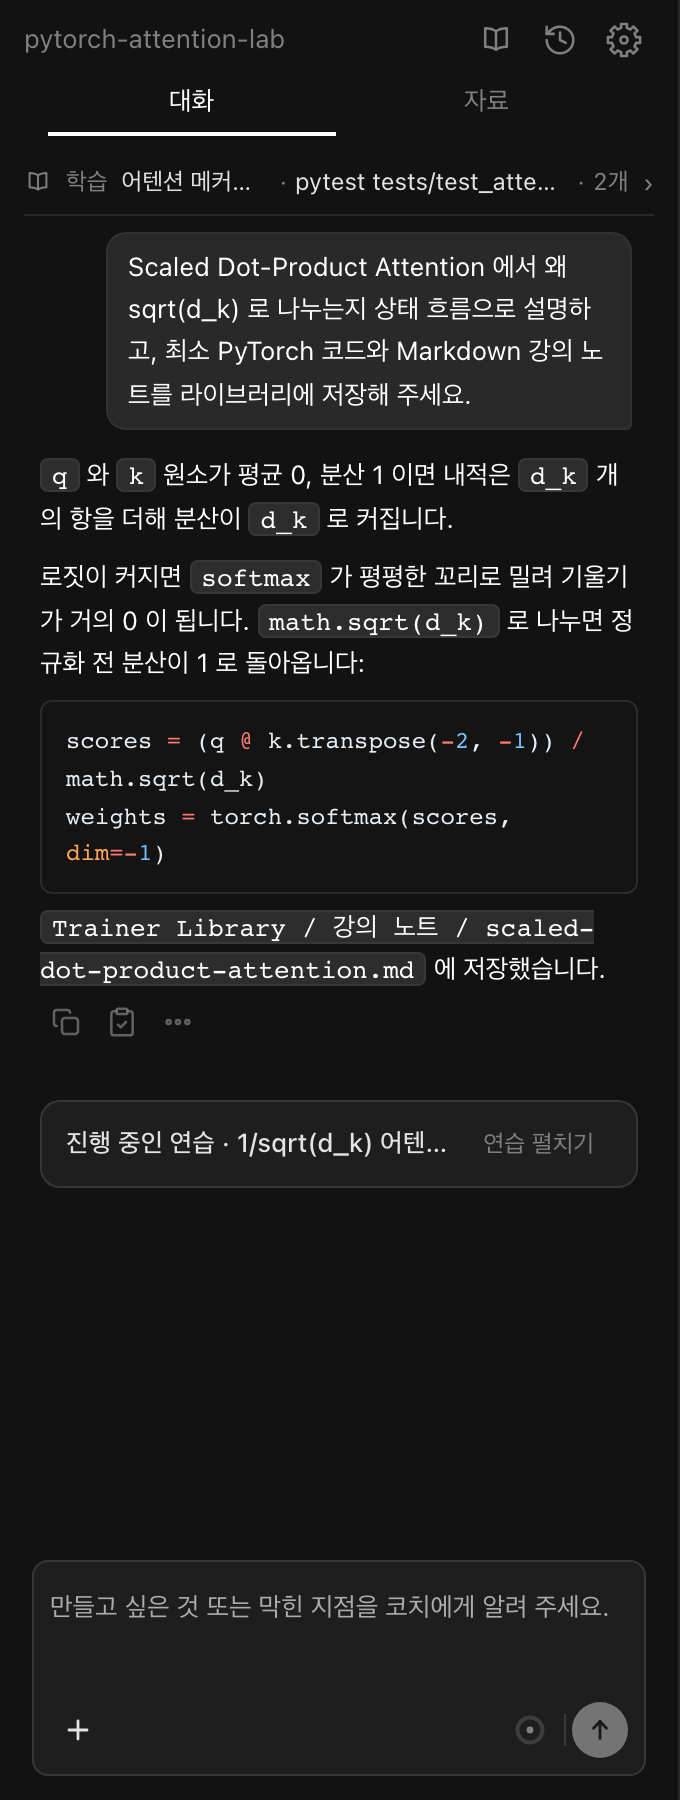 pytorch-attention-lab
대화 자료
학습 어텐션 메커... · pytest tests/test_atte... · 2개 ›
Scaled Dot-Product Attention 에서 왜
sqrt(d_k) 로 나누는지 상태 흐름으로 설명하
고, 최소 PyTorch 코드와 Markdown 강의 노
트를 라이브러리에 저장해 주세요.
q 와 k 원소가 평균 0, 분산 1 이면 내적은 d_k 개
의 항을 더해 분산이 d_k 로 커집니다.
로짓이 커지면 softmax 가 평평한 꼬리로 밀려 기울기
가 거의 0 이 됩니다. math.sqrt(d_k) 로 나누면 정
규화 전 분산이 1 로 돌아옵니다:
scores = (q @ k.transpose(-2, -1)) /
math.sqrt(d_k)
weights = torch.softmax(scores,
dim=-1)
Trainer Library / 강의 노트 / scaled-
dot-product-attention.md 에 저장했습니다.
진행 중인 연습 · 1/sqrt(d_k) 어텐... 연습 펼치기
만들고 싶은 것 또는 막힌 지점을 코치에게 알려 주세요.